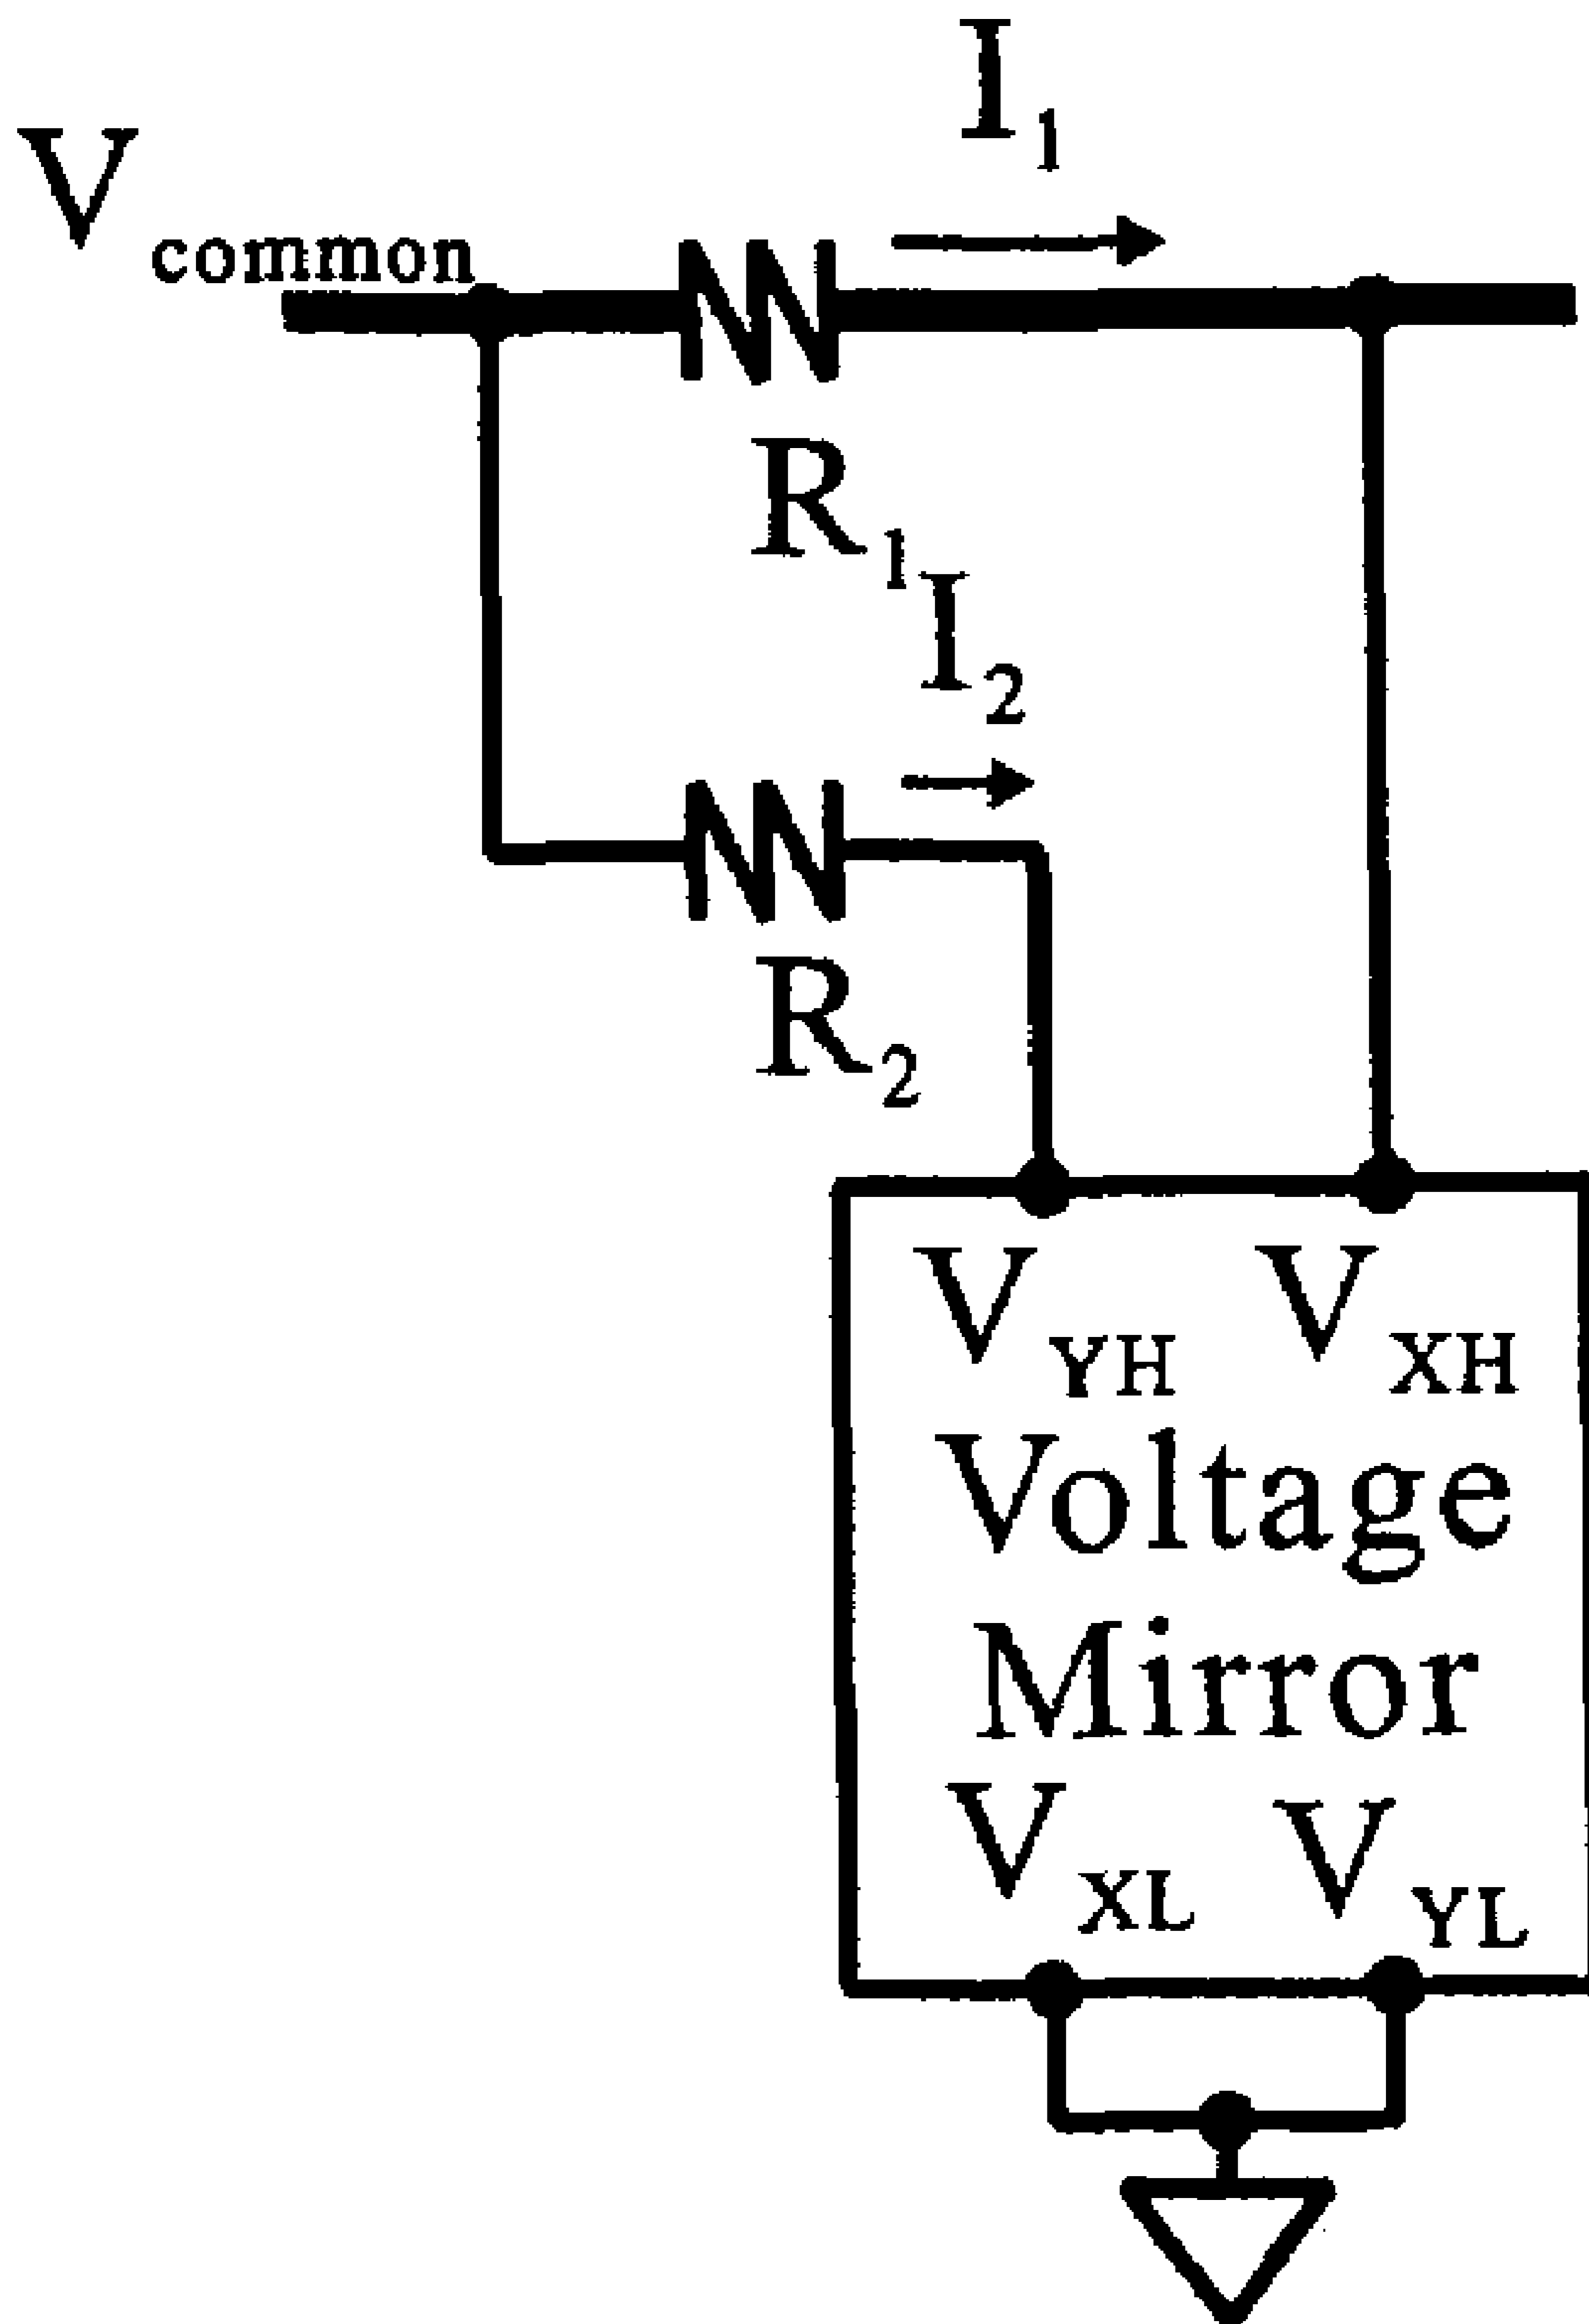 I1
Vcommon
R1
I2
R2
VYH VXH
Voltage
Mirror
VXL VYL